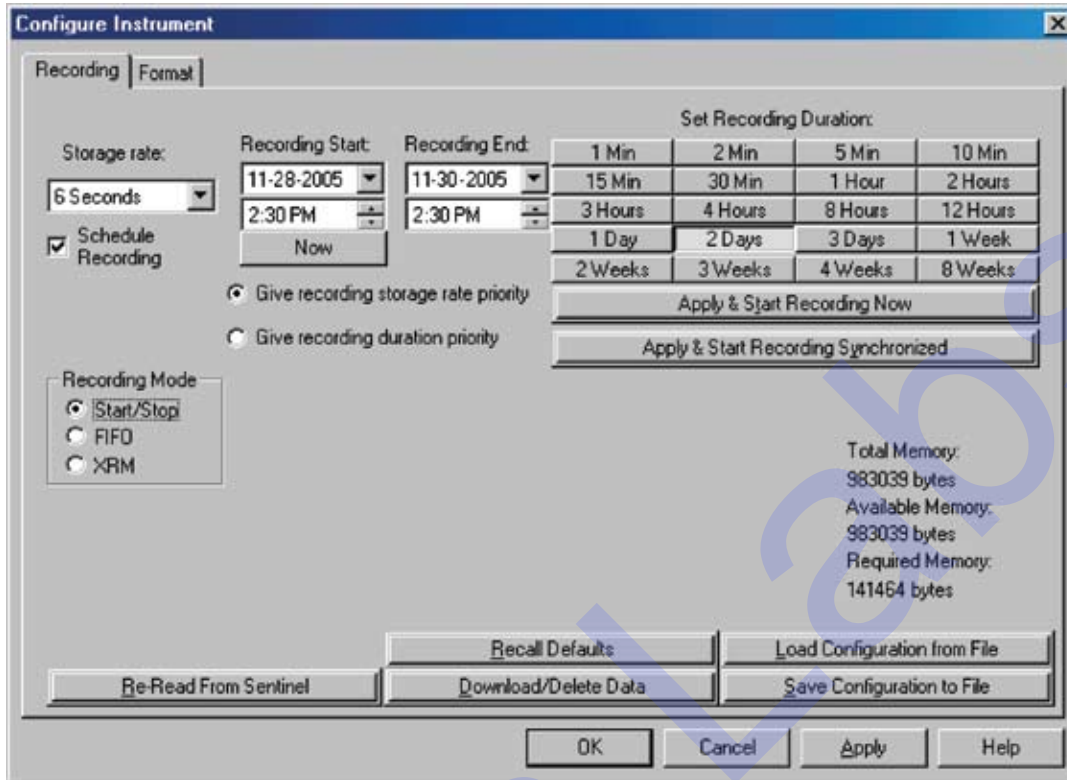 Configure Instrument
Recording
Format
Storage rate:
6 Seconds
Schedule
Recording
Recording Start:
11-28-2005
2:30 PM
Now
Recording End:
11-30-2005
2:30 PM
Give recording storage rate priority
Give recording duration priority
Set Recording Duration:
1 Min 2 Min 5 Min 10 Min
15 Min 30 Min 1 Hour 2 Hours
3 Hours 4 Hours 8 Hours 12 Hours
1 Day 2 Days 3 Days 1 Week
2 Weeks 3 Weeks 4 Weeks 8 Weeks
Apply & Start Recording Now
Apply & Start Recording Synchronized
Recording Mode
Start/Stop
FIFO
XRM
Total Memory:
983039 bytes
Available Memory:
983039 bytes
Required Memory:
141464 bytes
Recall Defaults
Load Configuration from File
Re-Read From Sentinel
Download/Delete Data
Save Configuration to File
OK
Cancel
Apply
Help